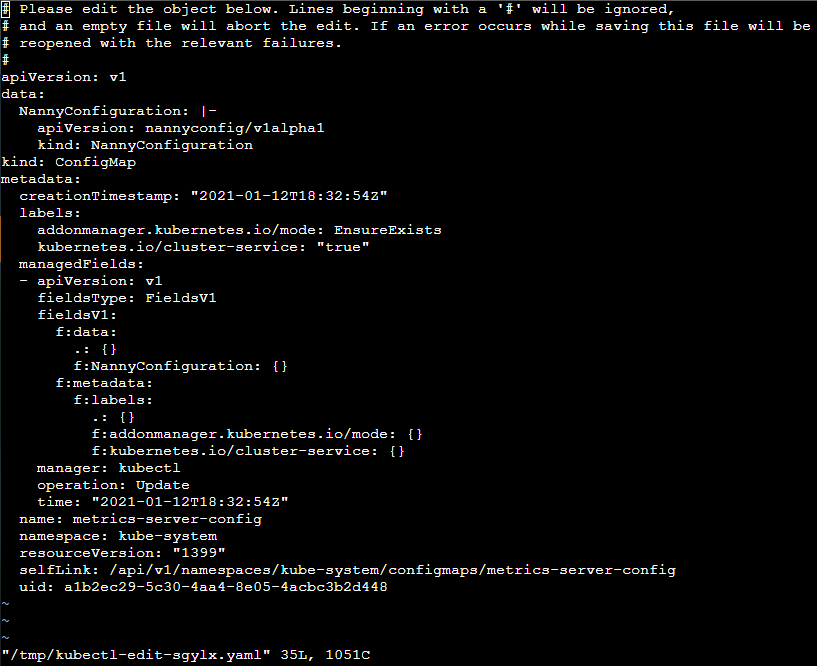 # Please edit the object below. Lines beginning with a '#' will be ignored,
# and an empty file will abort the edit. If an error occurs while saving this file will be
# reopened with the relevant failures.
#
apiVersion: v1
data:
  NannyConfiguration: |-
    apiVersion: nannyconfig/v1alpha1
    kind: NannyConfiguration
kind: ConfigMap
metadata:
  creationTimestamp: "2021-01-12T18:32:54Z"
  labels:
    addonmanager.kubernetes.io/mode: EnsureExists
    kubernetes.io/cluster-service: "true"
  managedFields:
  - apiVersion: v1
    fieldsType: FieldsV1
    fieldsV1:
      f:data:
        .: {}
        f:NannyConfiguration: {}
      f:metadata:
        f:labels:
          .: {}
          f:addonmanager.kubernetes.io/mode: {}
          f:kubernetes.io/cluster-service: {}
    manager: kubectl
    operation: Update
    time: "2021-01-12T18:32:54Z"
  name: metrics-server-config
  namespace: kube-system
  resourceVersion: "1399"
  selfLink: /api/v1/namespaces/kube-system/configmaps/metrics-server-config
  uid: a1b2ec29-5c30-4aa4-8e05-4acbc3b2d448
~
~
~
"/tmp/kubectl-edit-sgylx.yaml" 35L, 1051C